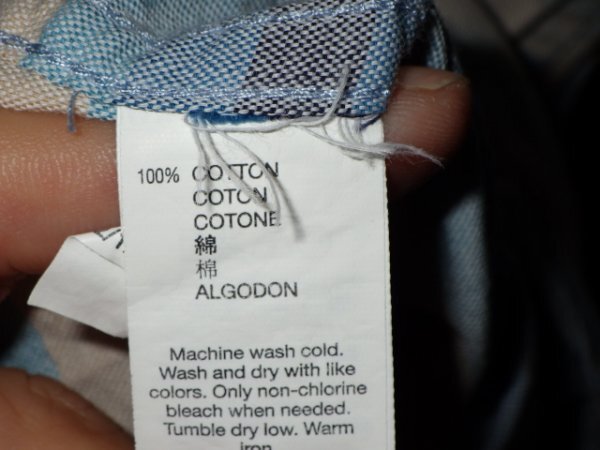 100% COTTON
COTON
COTONE
綿
棉
ALGODON
Machine wash cold.
Wash and dry with like
colors. Only non-chlorine
bleach when needed.
Tumble dry low. Warm
iron.